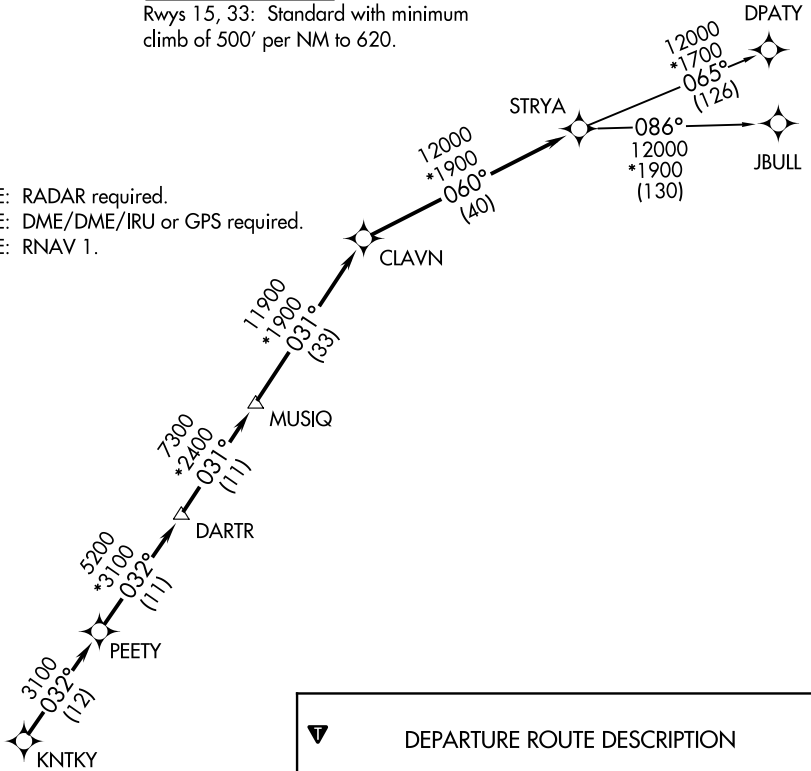 Rwys 15, 33: Standard with minimum
climb of 500' per NM to 620.
DPATY
12000
*1700
065°
(126)
STRYA
086°
12000
*1900
(130)
JBULL
12000
*1900
060°
(40)
E: RADAR required.
E: DME/DME/IRU or GPS required.
E: RNAV 1.
CLAVN
11900
*1900
031°
(33)
MUSIQ
7300
*2400
031°
(11)
DARTR
5200
*3100
032°
(11)
PEETY
3100
032°
(12)
KNTKY
T
DEPARTURE ROUTE DESCRIPTION